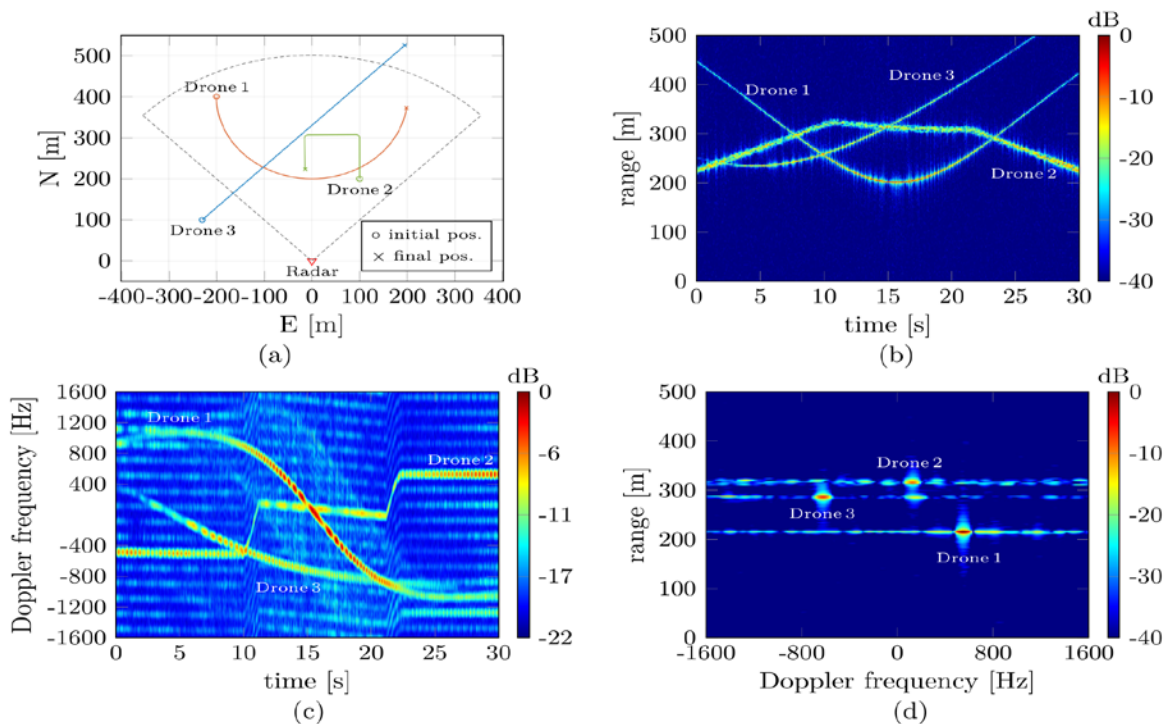 500
400
300
200
100
0
N [m]
Drone 1
Drone 2
Drone 3
Radar
initial pos.
final pos.
-400-300-200-100 0 100 200 300 400
E [m]
(a)
dB
500
400
300
200
100
0
range [m]
Drone 3
Drone 1
Drone 2
0
-10
-20
-30
-40
0 5 10 15 20 25 30
time [s]
(b)
dB
1600
1200
800
400
-400
-800
-1200
-1600
Doppler frequency [Hz]
Drone 1
Drone 2
Drone 3
0
-6
-11
-17
-22
0 5 10 15 20 25 30
time [s]
(c)
dB
500
400
300
200
100
0
range [m]
Drone 2
Drone 3
Drone 1
0
-10
-20
-30
-40
-1600 -800 0 800 1600
Doppler frequency [Hz]
(d)